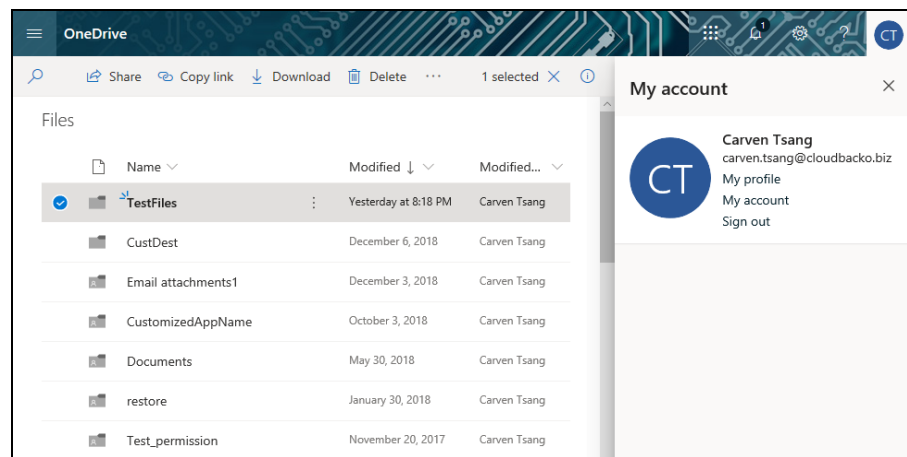 OneDrive
1
?
CT
Share Copy link Download Delete ... 1 selected
My account
Files
Name Modified Modified...
TestFiles Yesterday at 8:18 PM Carven Tsang
CustDest December 6, 2018 Carven Tsang
Email attachments1 December 3, 2018 Carven Tsang
CustomizedAppName October 3, 2018 Carven Tsang
Documents May 30, 2018 Carven Tsang
restore January 30, 2018 Carven Tsang
Test_permission November 20, 2017 Carven Tsang
CT
Carven Tsang
carven.tsang@cloudbacko.biz
My profile
My account
Sign out